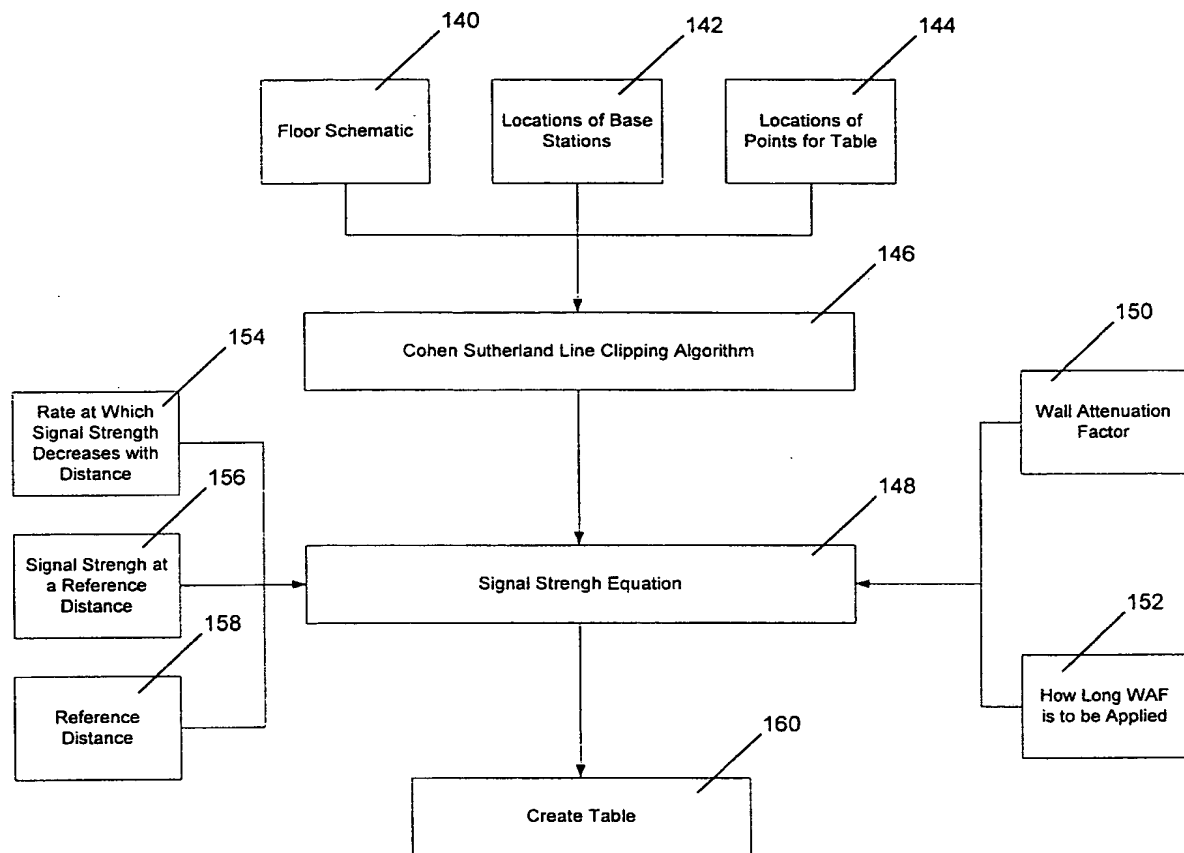 140
142
144
Floor Schematic
Locations of Base
Stations
Locations of
Points for Table
146
Cohen Sutherland Line Clipping Algorithm
154
Rate at Which
Signal Strength
Decreases with
Distance
150
Wall Attenuation
Factor
156
Signal Strengh at
a Reference
Distance
148
Signal Strengh Equation
158
Reference
Distance
152
How Long WAF
is to be Applied
160
Create Table